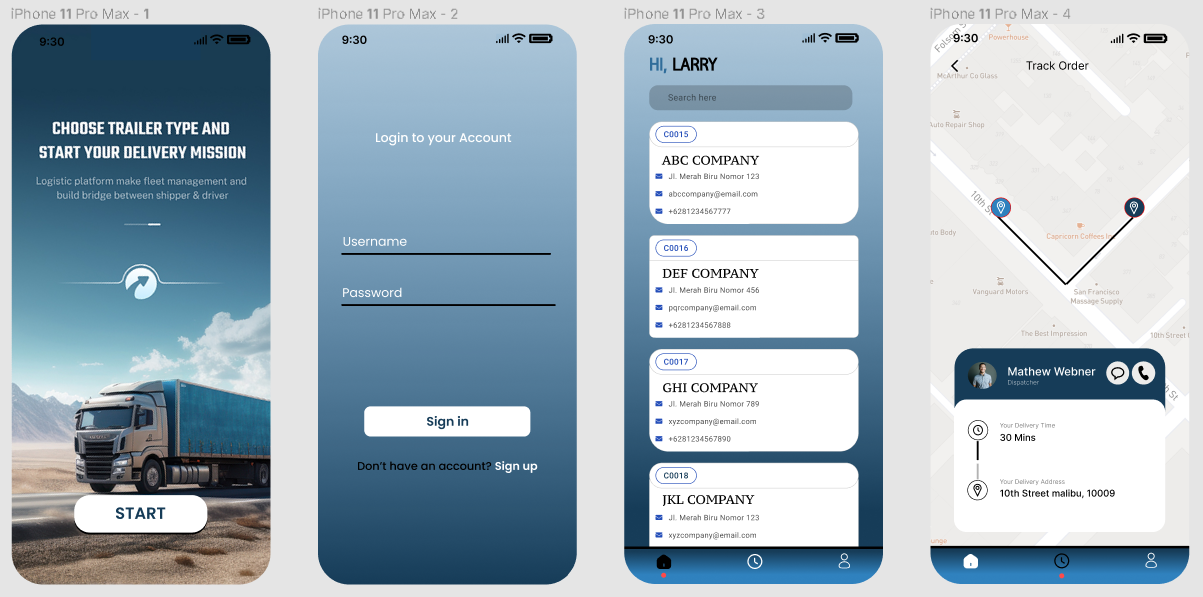 iPhone 11 Pro Max - 1
9:30
CHOOSE TRAILER TYPE AND
START YOUR DELIVERY MISSION
Logistic platform make fleet management and
build bridge between shipper & driver
START
iPhone 11 Pro Max - 2
9:30
Login to your Account
Username
Password
Sign in
Don't have an account? Sign up
iPhone 11 Pro Max - 3
9:30
HI, LARRY
Search here
C0015
ABC COMPANY
Jl. Merah Biru Nomor 123
abccompany@email.com
+6281234567777
C0016
DEF COMPANY
Jl. Merah Biru Nomor 456
pqrcompany@email.com
+6281234567888
C0017
GHI COMPANY
Jl. Merah Biru Nomor 789
xyzcompany@email.com
+6281234567890
C0018
JKL COMPANY
Jl. Merah Biru Nomor 123
xyzcompany@email.com
iPhone 11 Pro Max - 4
Folsom S
9:30
Powerhouse
Track Order
McArthur Co Glass
Auto Repair Shop
10th S
uto Body
Capricorn Coffees Inc
Vanguard Motors
San Francisco
Massage Supply
The Best Impression
10th Street
Mathew Webner
Dispatcher
th St
Your Delivery Time
30 Mins
Your Delivery Address
10th Street malibu, 10009
unge